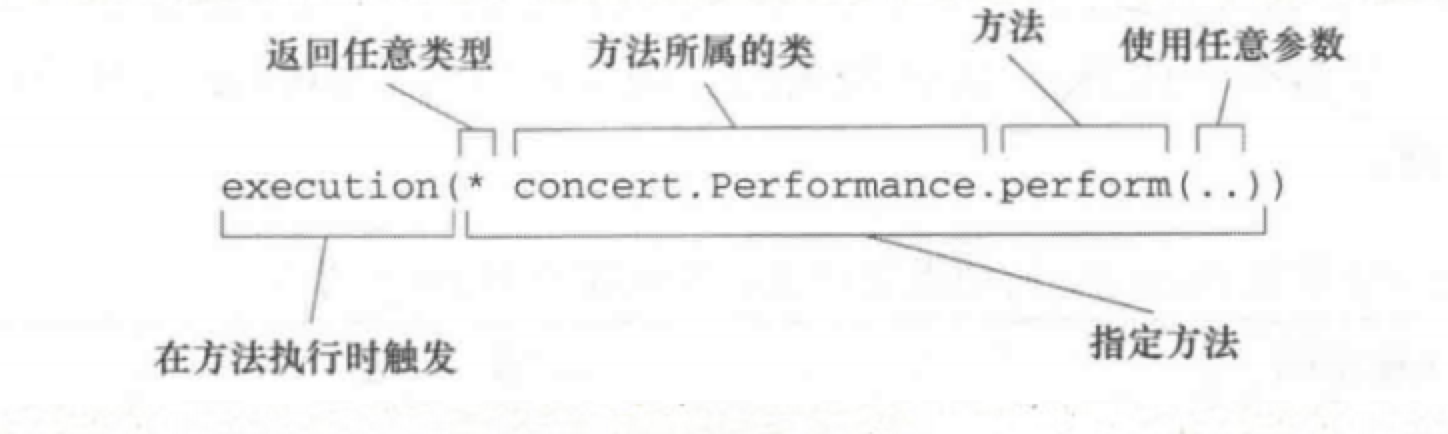 返回任意类型
方法所属的类
方法
使用任意参数
execution(* concert.Performance.perform(..))
在方法执行时触发
指定方法